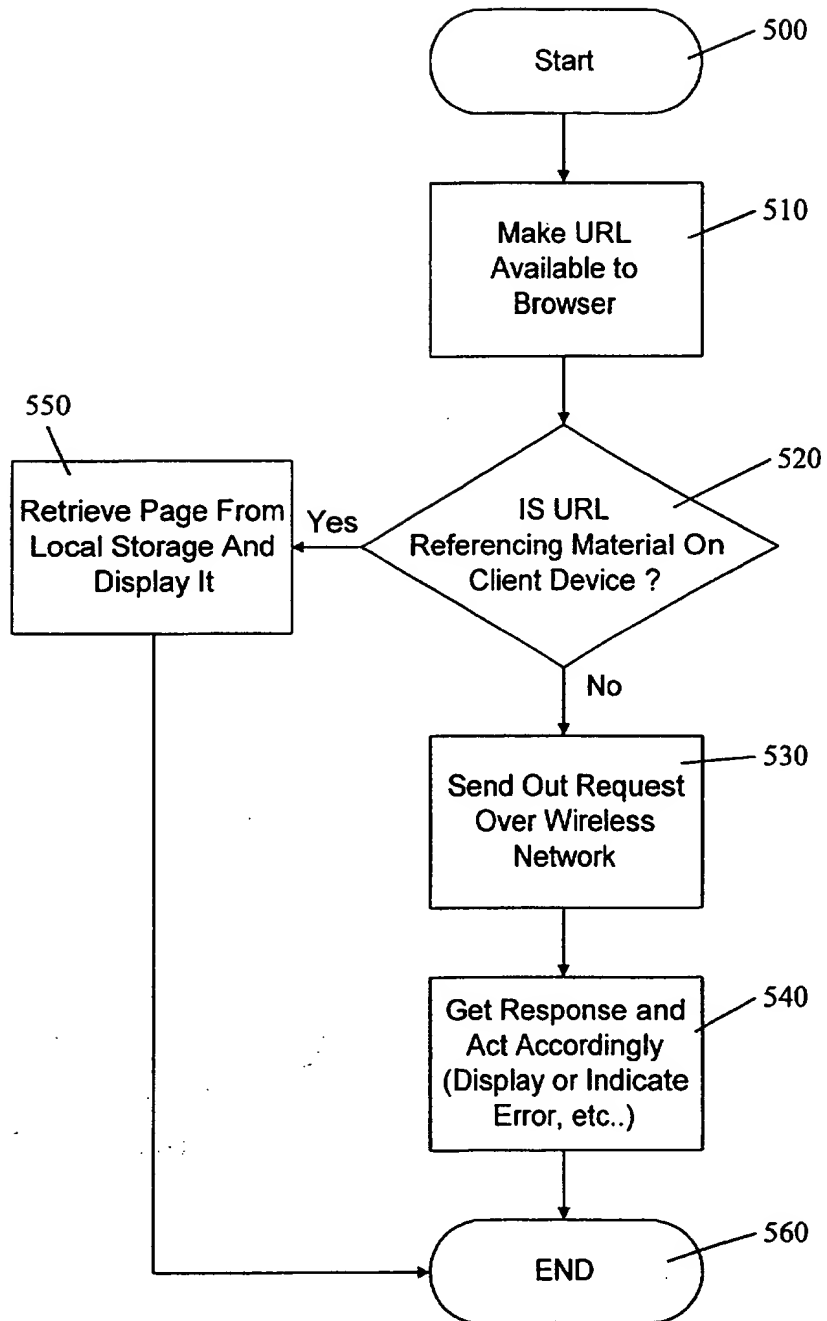 500
Start
510
Make URL
Available to
Browser
550
520
Retrieve Page From
Local Storage And
Display It
Yes
IS URL
Referencing Material On
Client Device ?
No
530
Send Out Request
Over Wireless
Network
540
Get Response and
Act Accordingly
(Display or Indicate
Error, etc..)
560
END